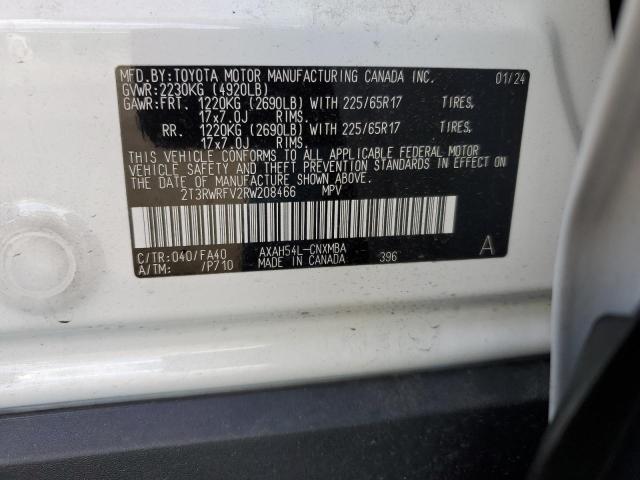 MFD.BY:TOYOTA MOTOR MANUFACTURING CANADA INC. 01/24
GVWR:2230KG (4920LB)
GAWR:FRT. 1220KG (2690LB) WITH 225/65R17 TIRES,
17x7.0J RIMS.
RR. 1220KG (2690LB) WITH 225/65R17 TIRES,
17x7.0J RIMS.
THIS VEHICLE CONFORMS TO ALL APPLICABLE FEDERAL MOTOR
VEHICLE SAFETY AND THEFT PREVENTION STANDARDS IN EFFECT ON
THE DATE OF MANUFACTURE SHOWN ABOVE.
2T3RWRFV2RW208466 MPV
C/TR:040/FA40 AXAH54L-CNXMBA A
A/TM: /P710 MADE IN CANADA 396